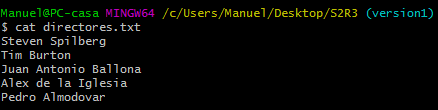 Manuel@PC-casa MINGW64 /c/Users/Manuel/Desktop/S2R3 (version1)
$ cat directores.txt
Steven Spilberg
Tim Burton
Juan Antonio Ballona
Alex de la Iglesia
Pedro Almodovar